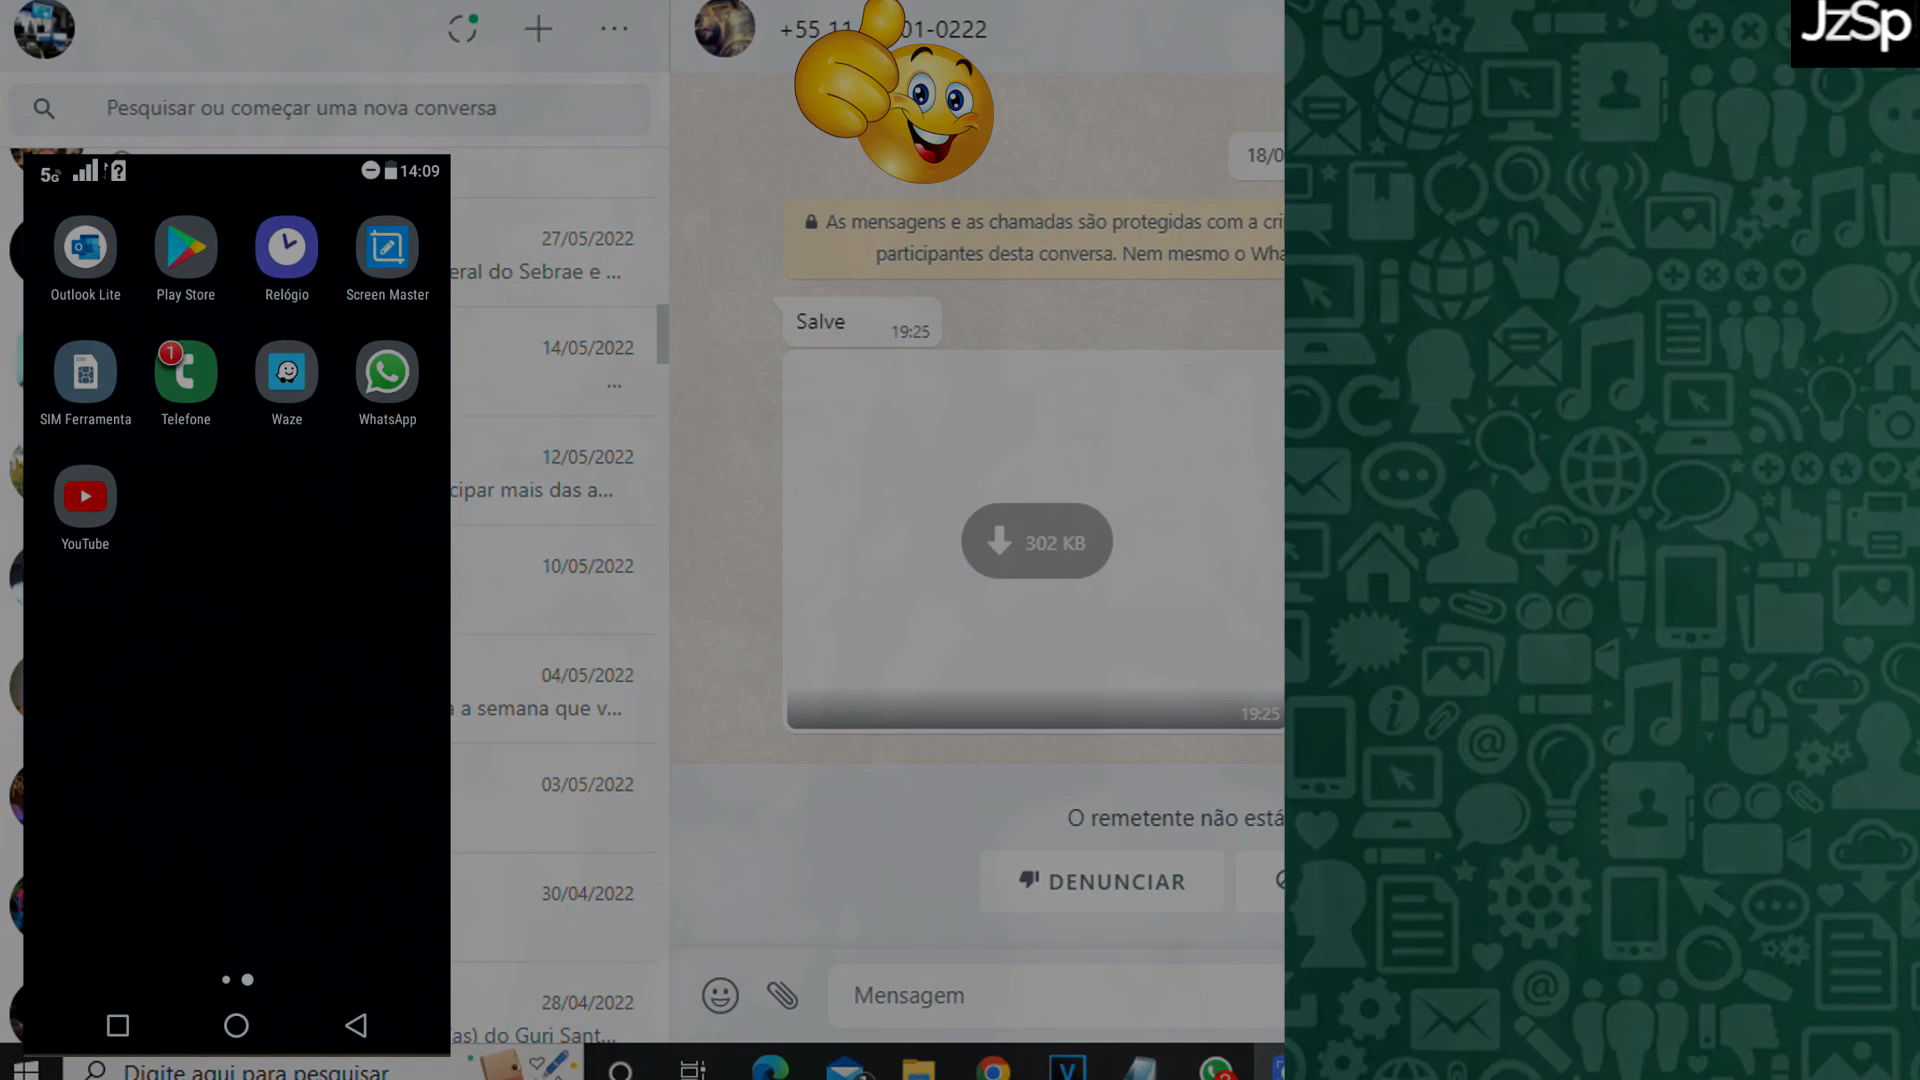 JzSp
+55 11
01-0222
Pesquisar ou começar uma nova conversa
18/0
5G
14:09
As mensagens e as chamadas são protegidas com a cri
participantes desta conversa. Nem mesmo o Wha
27/05/2022
eral do Sebrae e ...
Outlook Lite
Play Store
Relógio
Screen Master
Salve
19:25
14/05/2022
...
1
SIM Ferramenta
Telefone
Waze
WhatsApp
12/05/2022
cipar mais das a...
YouTube
302 KB
10/05/2022
04/05/2022
a a semana que v...
19:25
03/05/2022
O remetente não está
DENUNCIAR
30/04/2022
Mensagem
28/04/2022
as) do Guri Sant...
Digite aqui para pesquisar